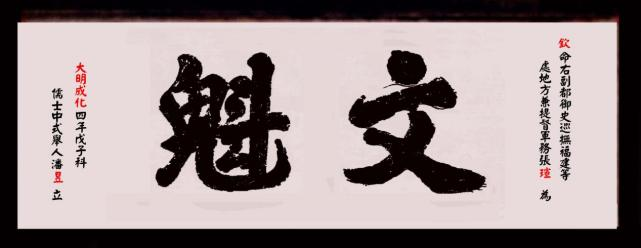 欽命右副都御史巡撫福建等
處地方兼提督軍務張瑄 為
文魁
大明成化四年戊子科
儒士中式舉人潘昱 立